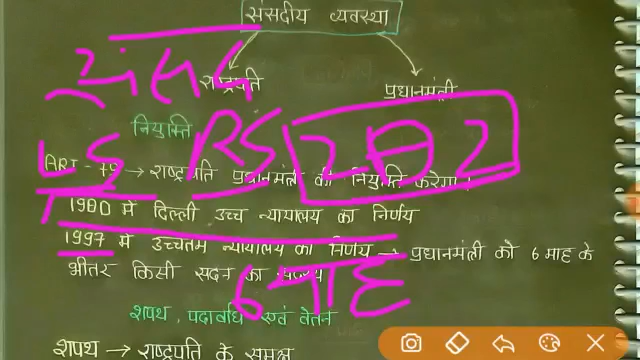 संसदीय व्यवस्था
संसद
राष्ट्रपति
प्रधानमंत्री
नियुक्ति
LS RS 272
ART - 75 → राष्ट्रपति प्रधानमंत्री की नियुक्ति करेगा।
1980 में दिल्ली उच्च न्यायालय का निर्णय
1997 में उच्चतम न्यायालय का निर्णय → प्रधानमंत्री को 6 माह के
भीतर किसी सदन का सदस्य
6 माह
शपथ, पदावधि एवं वेतन
शपथ → राष्ट्रपति के समक्ष